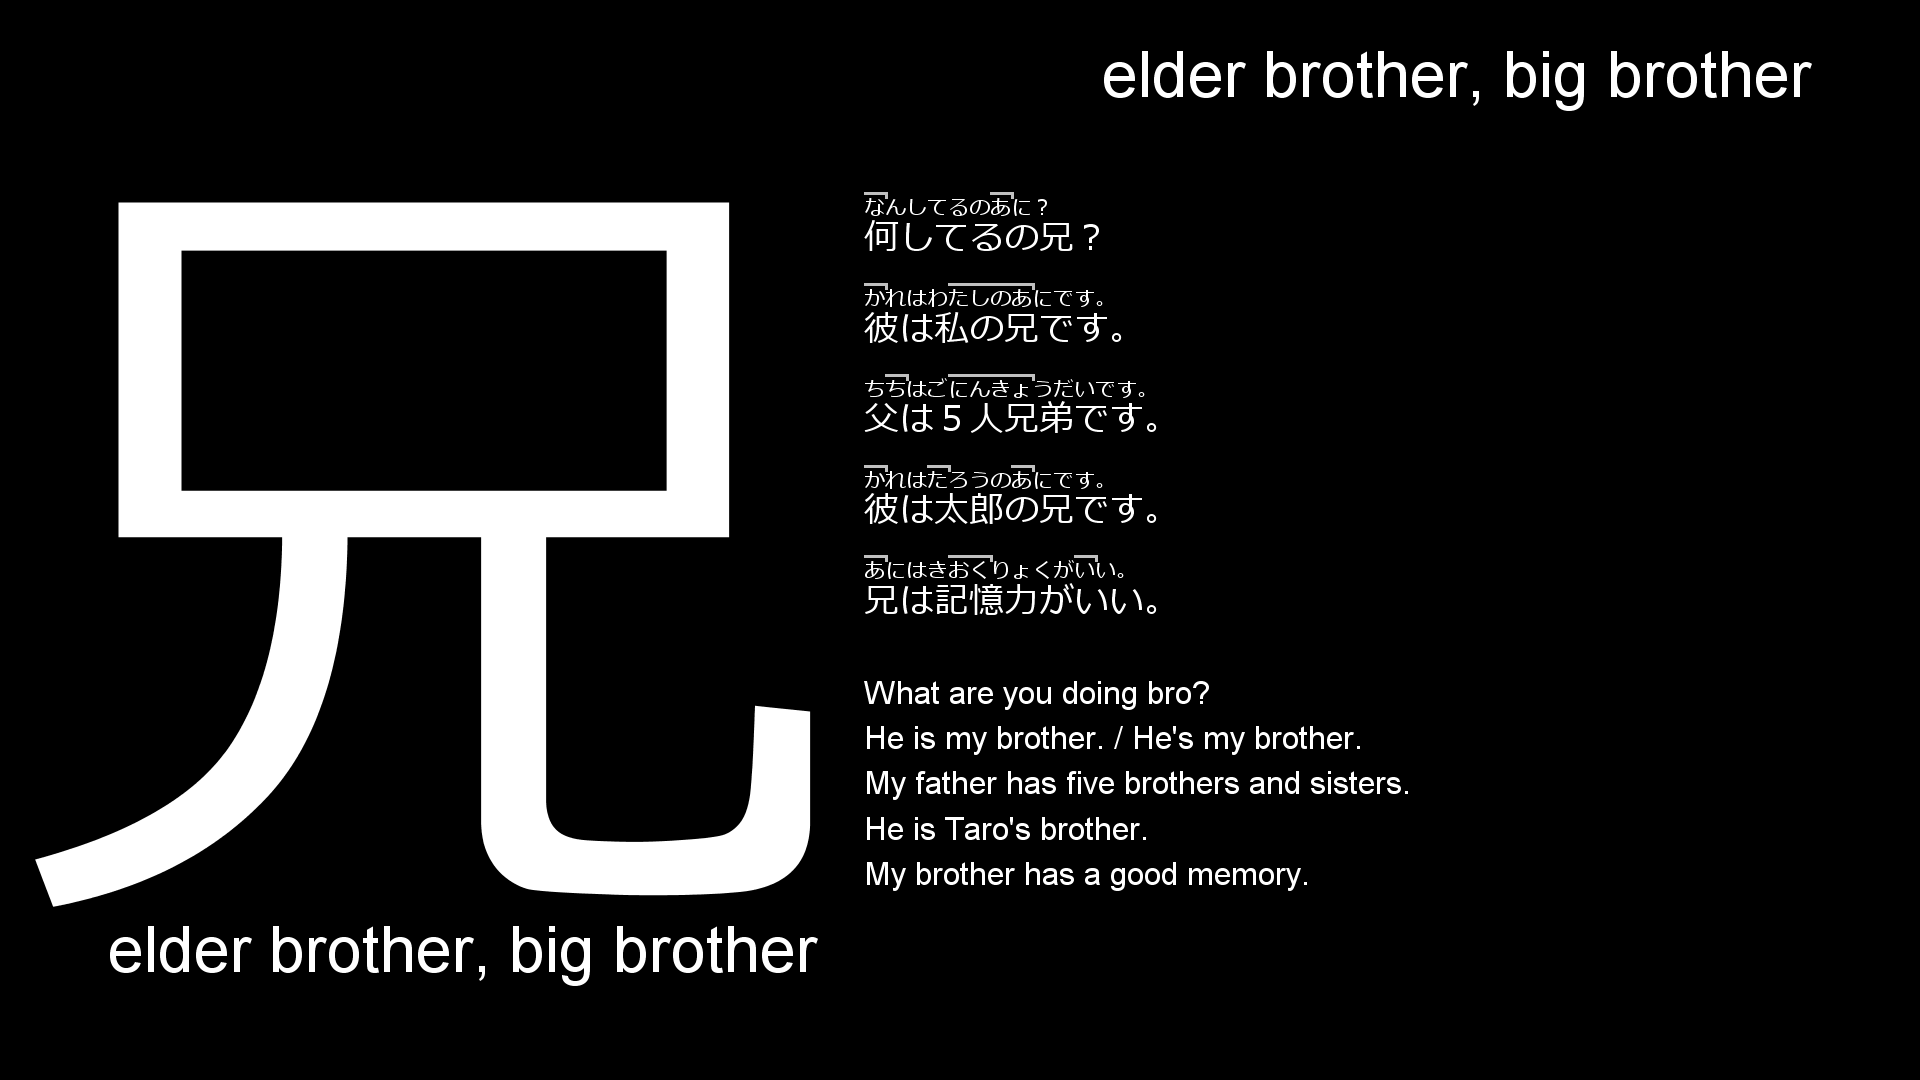 elder brother, big brother
兄
elder brother, big brother
なんしてるのあに？
何してるの兄？
かれはわたしのあにです。
彼は私の兄です。
ちちはごにんきょうだいです。
父は５人兄弟です。
かれはたろうのあにです。
彼は太郎の兄です。
あにはきおくりょくがいい。
兄は記憶力がいい。
What are you doing bro?
He is my brother. / He's my brother.
My father has five brothers and sisters.
He is Taro's brother.
My brother has a good memory.